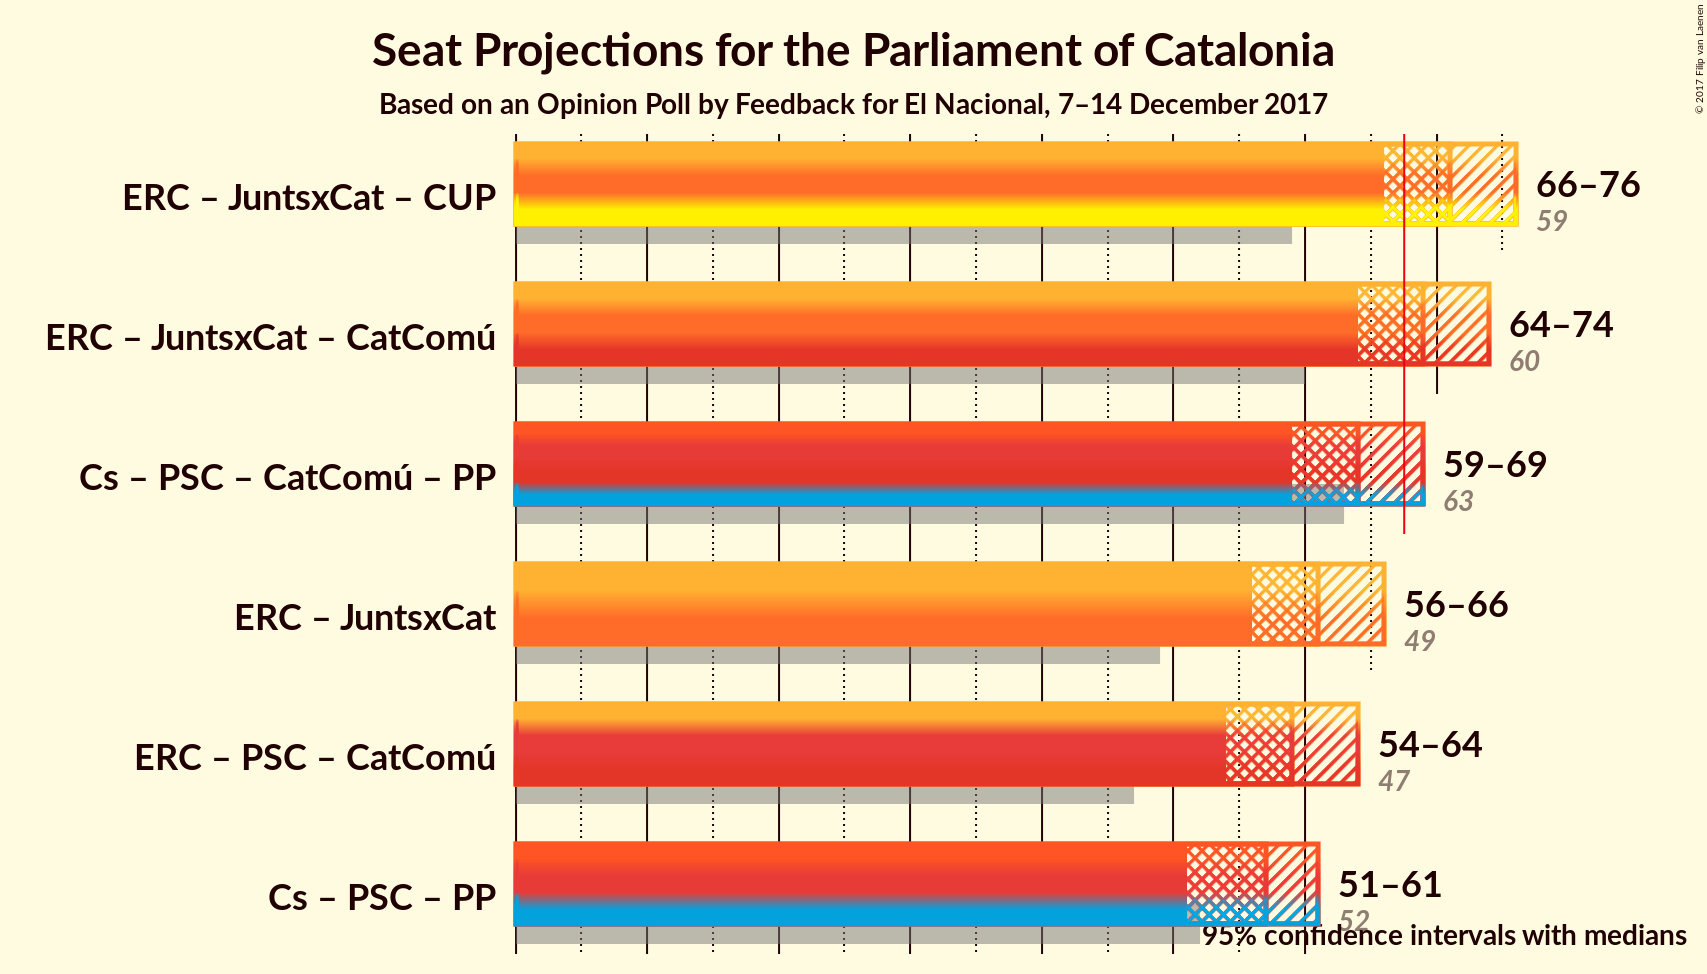 Seat Projections for the Parliament of Catalonia
Based on an Opinion Poll by Feedback for El Nacional, 7–14 December 2017
© 2017 Filip van Laenen
ERC – JuntsxCat – CUP
66–76
59
ERC – JuntsxCat – CatComú
64–74
60
Cs – PSC – CatComú – PP
59–69
63
ERC – JuntsxCat
56–66
49
ERC – PSC – CatComú
54–64
47
Cs – PSC – PP
51–61
52
95% confidence intervals with medians